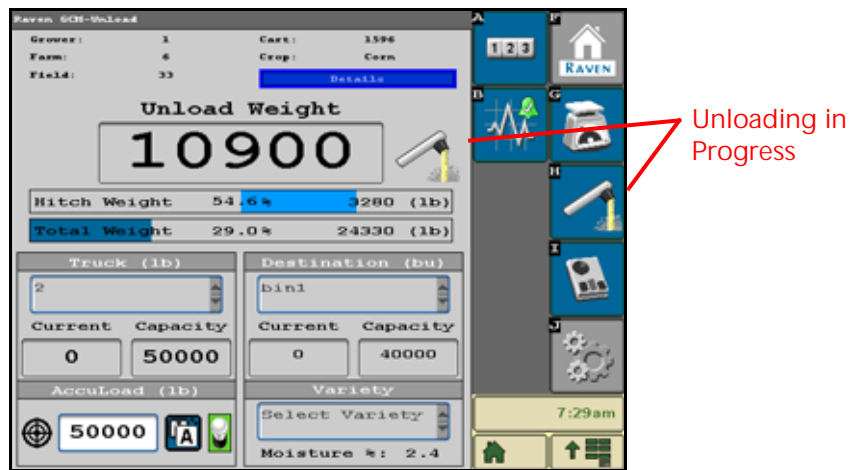 Raven GCM-Unload
Grower: 1 Cart: 1596
Farm: 6 Crop: Corn
Field: 33 Details
Unload Weight
10900
Hitch Weight 54.6% 3280 (lb)
Total Weight 29.0% 24330 (lb)
Truck (lb) Destination (bu)
2 bin1
Current Capacity Current Capacity
0 50000 0 40000
AccuLoad (lb) Variety
50000 A Select Variety
Moisture %: 2.4
A F
1 2 3
RAVEN
B G
H
I
J
7:29am
Unloading in
Progress